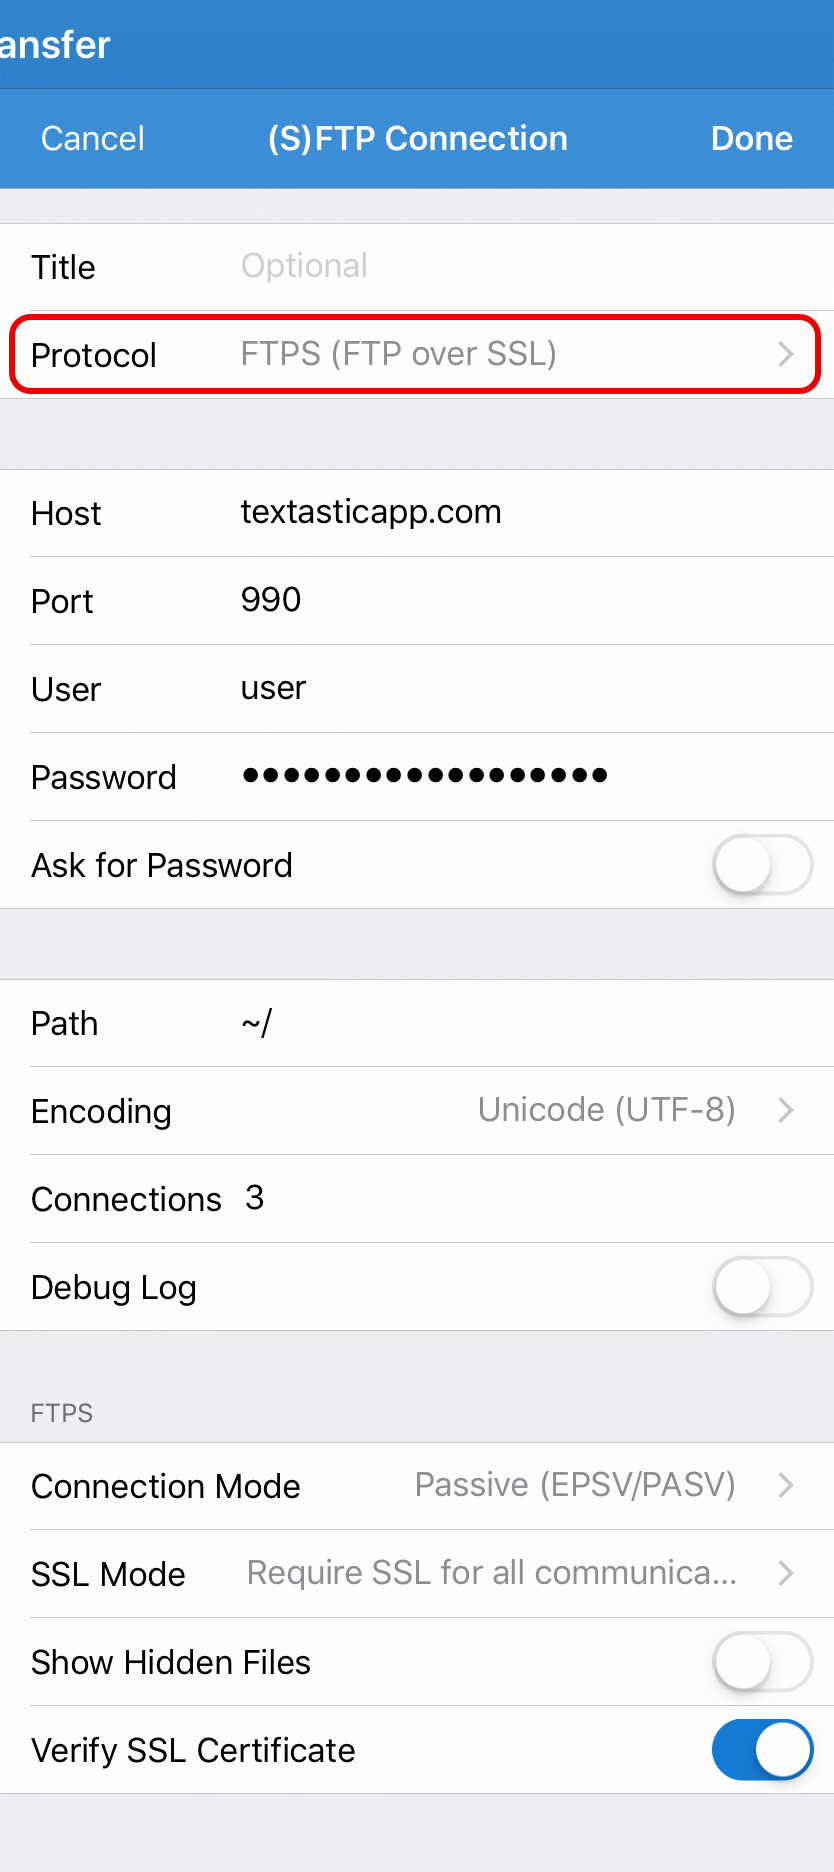 ansfer
Cancel (S)FTP Connection Done
Title Optional
Protocol FTPS (FTP over SSL)
Host textasticapp.com
Port 990
User user
Password ●●●●●●●●●●●●●●●●●●
Ask for Password
Path ~/
Encoding Unicode (UTF-8)
Connections 3
Debug Log
FTPS
Connection Mode Passive (EPSV/PASV)
SSL Mode Require SSL for all communica...
Show Hidden Files
Verify SSL Certificate